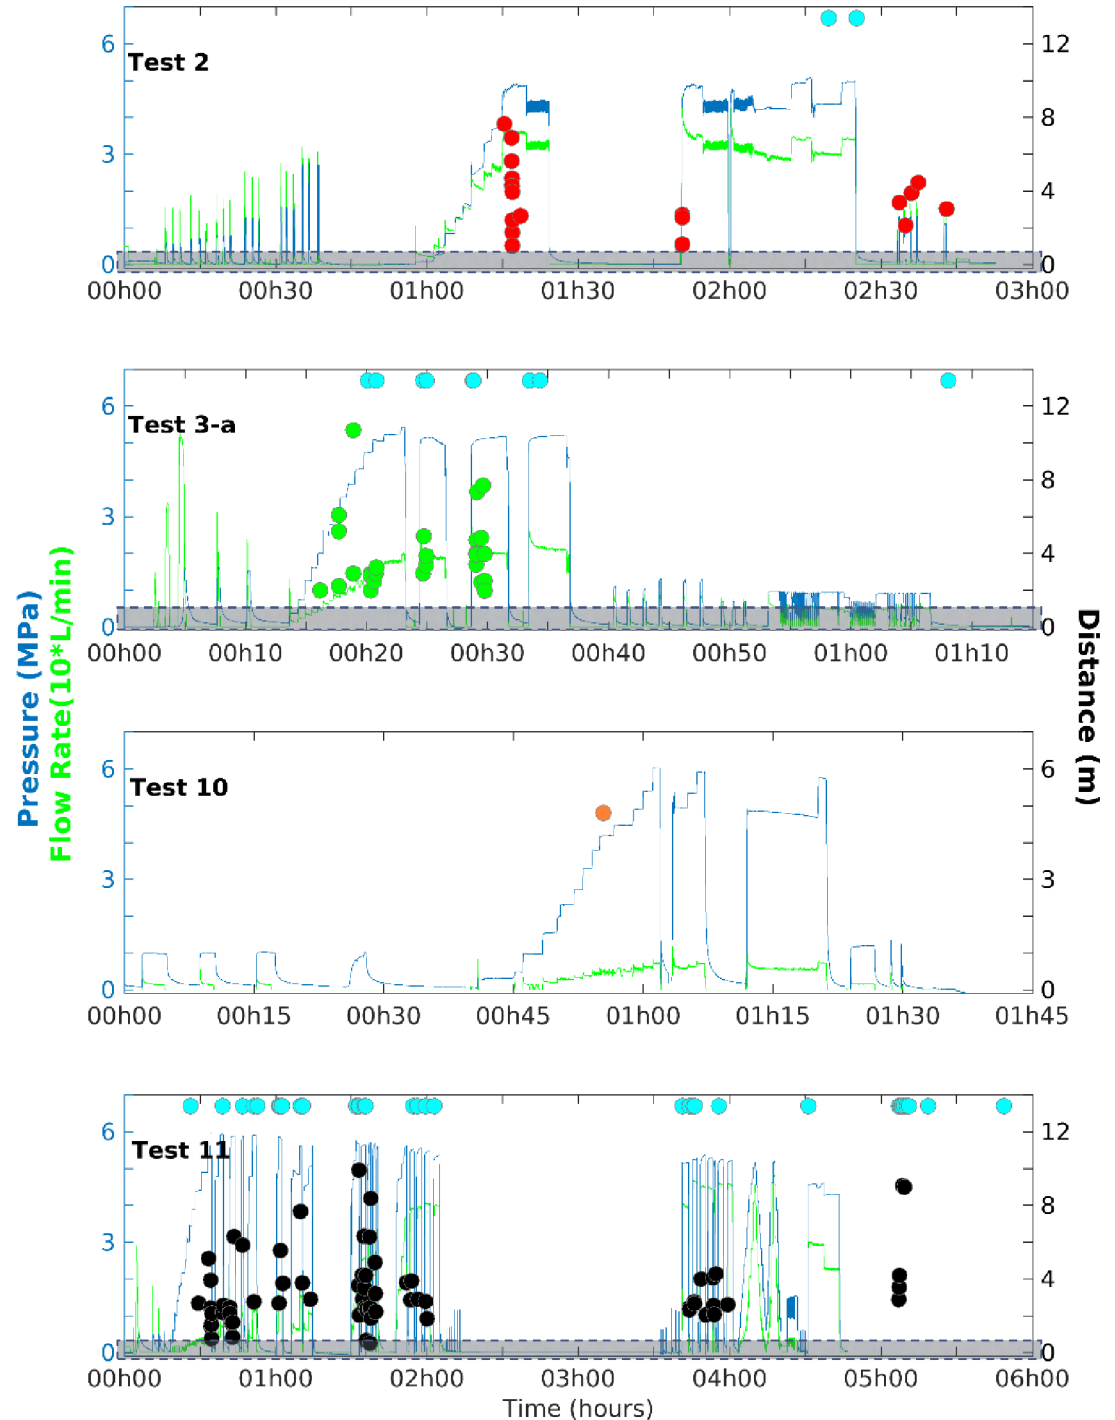 Test 2
6
3
0
12
8
4
0
00h00 00h30 01h00 01h30 02h00 02h30 03h00
Test 3-a
6
3
0
12
8
4
0
00h00 00h10 00h20 00h30 00h40 00h50 01h00 01h10
Pressure (MPa)
Flow Rate(10*L/min)
Distance (m)
Test 10
6
3
0
6
3
0
00h00 00h15 00h30 00h45 01h00 01h15 01h30 01h45
Test 11
6
3
0
12
8
4
0
00h00 01h00 02h00 03h00 04h00 05h00 06h00
Time (hours)